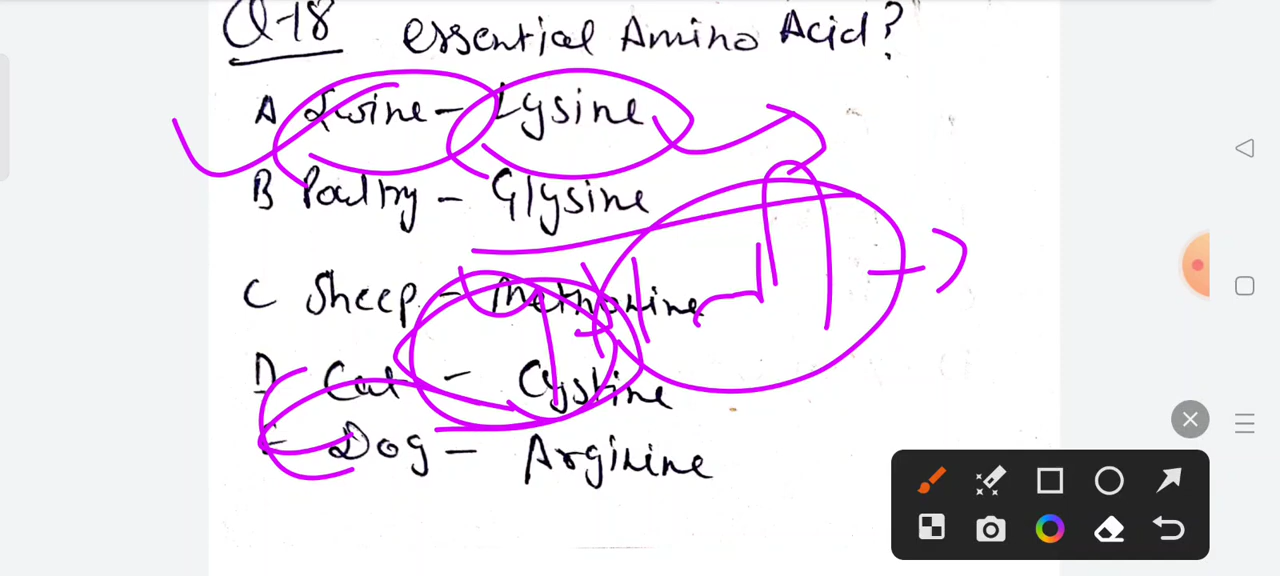 Q-18 essential Amino Acid?
A Swine - Lysine
B Poultry - Glysine
C Sheep - Methonine
D Cat - Cystine
E Dog - Arginine